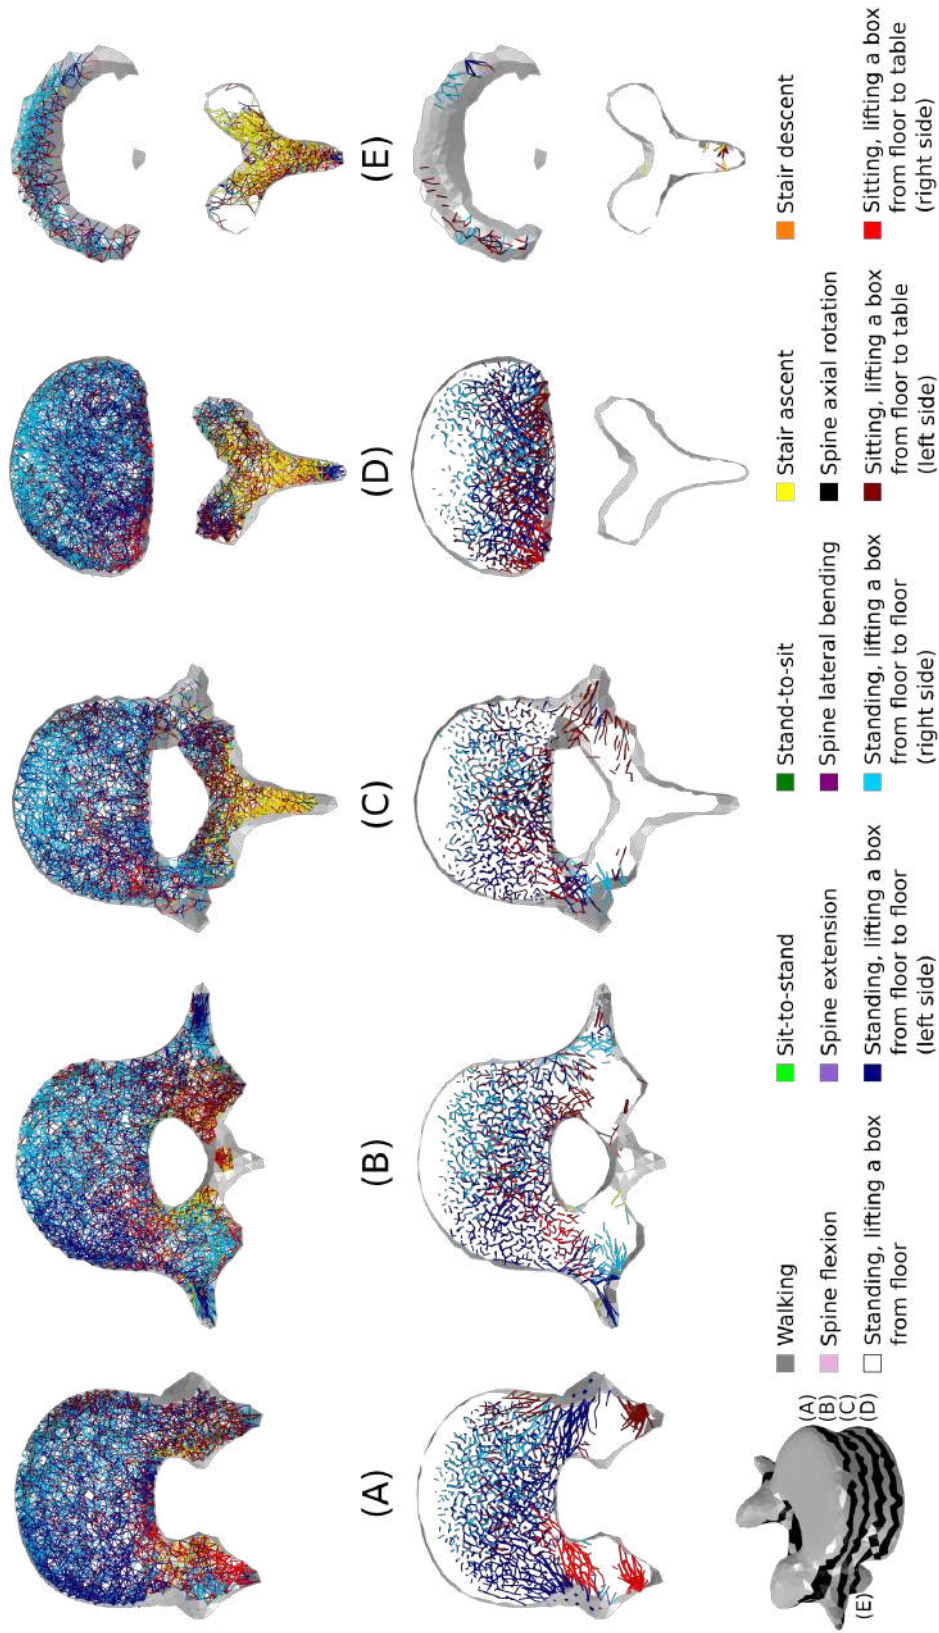 (A)
(B)
(C)
(D)
(E)
(A)
(B)
(C)
(D)
(E)
Walking
Sit-to-stand
Stand-to-sit
Stair ascent
Stair descent
Spine flexion
Spine extension
Spine lateral bending
Spine axial rotation
Standing, lifting a box
from floor
Standing, lifting a box
from floor to floor
(left side)
Standing, lifting a box
from floor to floor
(right side)
Sitting, lifting a box
from floor to table
(left side)
Sitting, lifting a box
from floor to table
(right side)